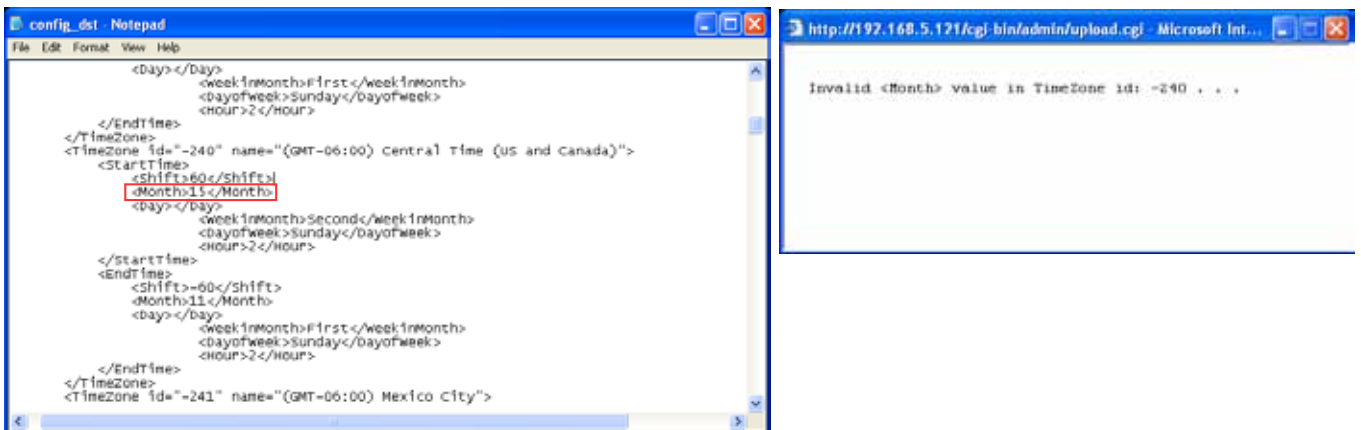 config_dst - Notepad
File Edit Format View Help
<Day></Day>
<WeekInMonth>First</WeekInMonth>
<DayofWeek>Sunday</DayofWeek>
<Hour>2</Hour>
</EndTime>
</TimeZone>
<TimeZone id="-240" name="(GMT-06:00) Central Time (US and Canada)">
<StartTime>
<Shift>60</Shift>
<Month>15</Month>
<Day></Day>
<WeekInMonth>Second</WeekInMonth>
<DayofWeek>Sunday</DayofWeek>
<Hour>2</Hour>
</StartTime>
<EndTime>
<Shift>-60</Shift>
<Month>11</Month>
<Day></Day>
<WeekInMonth>First</WeekInMonth>
<DayofWeek>Sunday</DayofWeek>
<Hour>2</Hour>
</EndTime>
</TimeZone>
<TimeZone id="-241" name="(GMT-06:00) Mexico City">
http://192.168.5.121/cgi-bin/admin/upload.cgi - Microsoft Int...
Invalid <Month> value in TimeZone id: -240 . . .